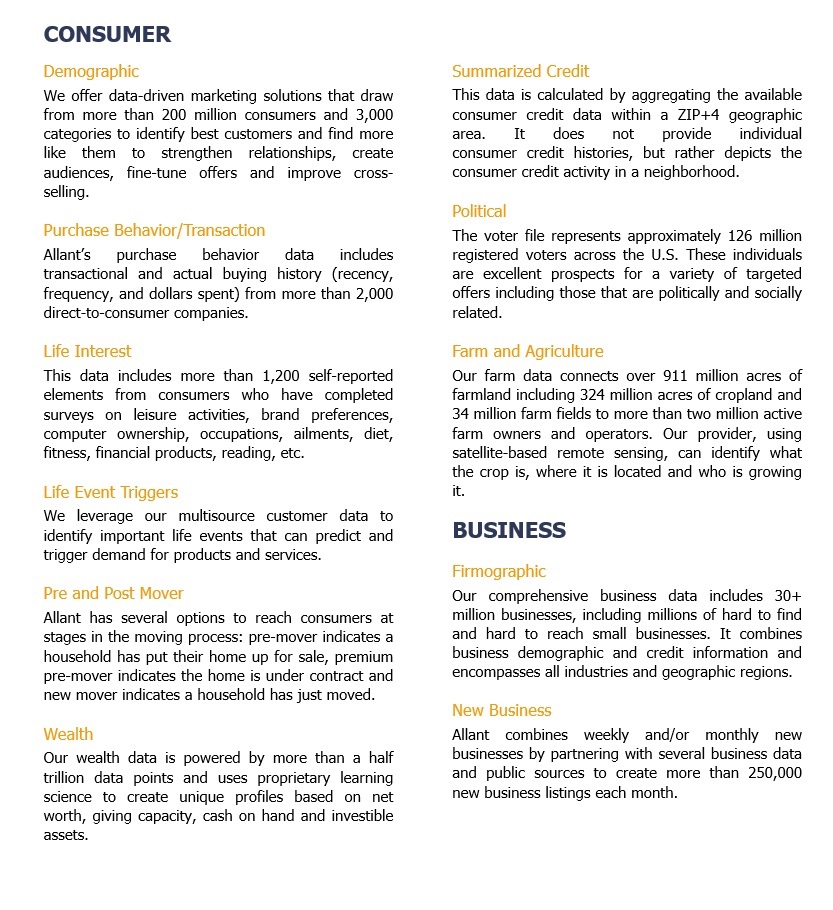 CONSUMER
Demographic
We offer data-driven marketing solutions that draw
from more than 200 million consumers and 3,000
categories to identify best customers and find more
like them to strengthen relationships, create
audiences, fine-tune offers and improve cross-
selling.
Purchase Behavior/Transaction
Allant’s purchase behavior data includes
transactional and actual buying history (recency,
frequency, and dollars spent) from more than 2,000
direct-to-consumer companies.
Life Interest
This data includes more than 1,200 self-reported
elements from consumers who have completed
surveys on leisure activities, brand preferences,
computer ownership, occupations, ailments, diet,
fitness, financial products, reading, etc.
Life Event Triggers
We leverage our multisource customer data to
identify important life events that can predict and
trigger demand for products and services.
Pre and Post Mover
Allant has several options to reach consumers at
stages in the moving process: pre-mover indicates a
household has put their home up for sale, premium
pre-mover indicates the home is under contract and
new mover indicates a household has just moved.
Wealth
Our wealth data is powered by more than a half
trillion data points and uses proprietary learning
science to create unique profiles based on net
worth, giving capacity, cash on hand and investible
assets.
Summarized Credit
This data is calculated by aggregating the available
consumer credit data within a ZIP+4 geographic
area. It does not provide individual
consumer credit histories, but rather depicts the
consumer credit activity in a neighborhood.
Political
The voter file represents approximately 126 million
registered voters across the U.S. These individuals
are excellent prospects for a variety of targeted
offers including those that are politically and socially
related.
Farm and Agriculture
Our farm data connects over 911 million acres of
farmland including 324 million acres of cropland and
34 million farm fields to more than two million active
farm owners and operators. Our provider, using
satellite-based remote sensing, can identify what
the crop is, where it is located and who is growing
it.
BUSINESS
Firmographic
Our comprehensive business data includes 30+
million businesses, including millions of hard to find
and hard to reach small businesses. It combines
business demographic and credit information and
encompasses all industries and geographic regions.
New Business
Allant combines weekly and/or monthly new
businesses by partnering with several business data
and public sources to create more than 250,000
new business listings each month.